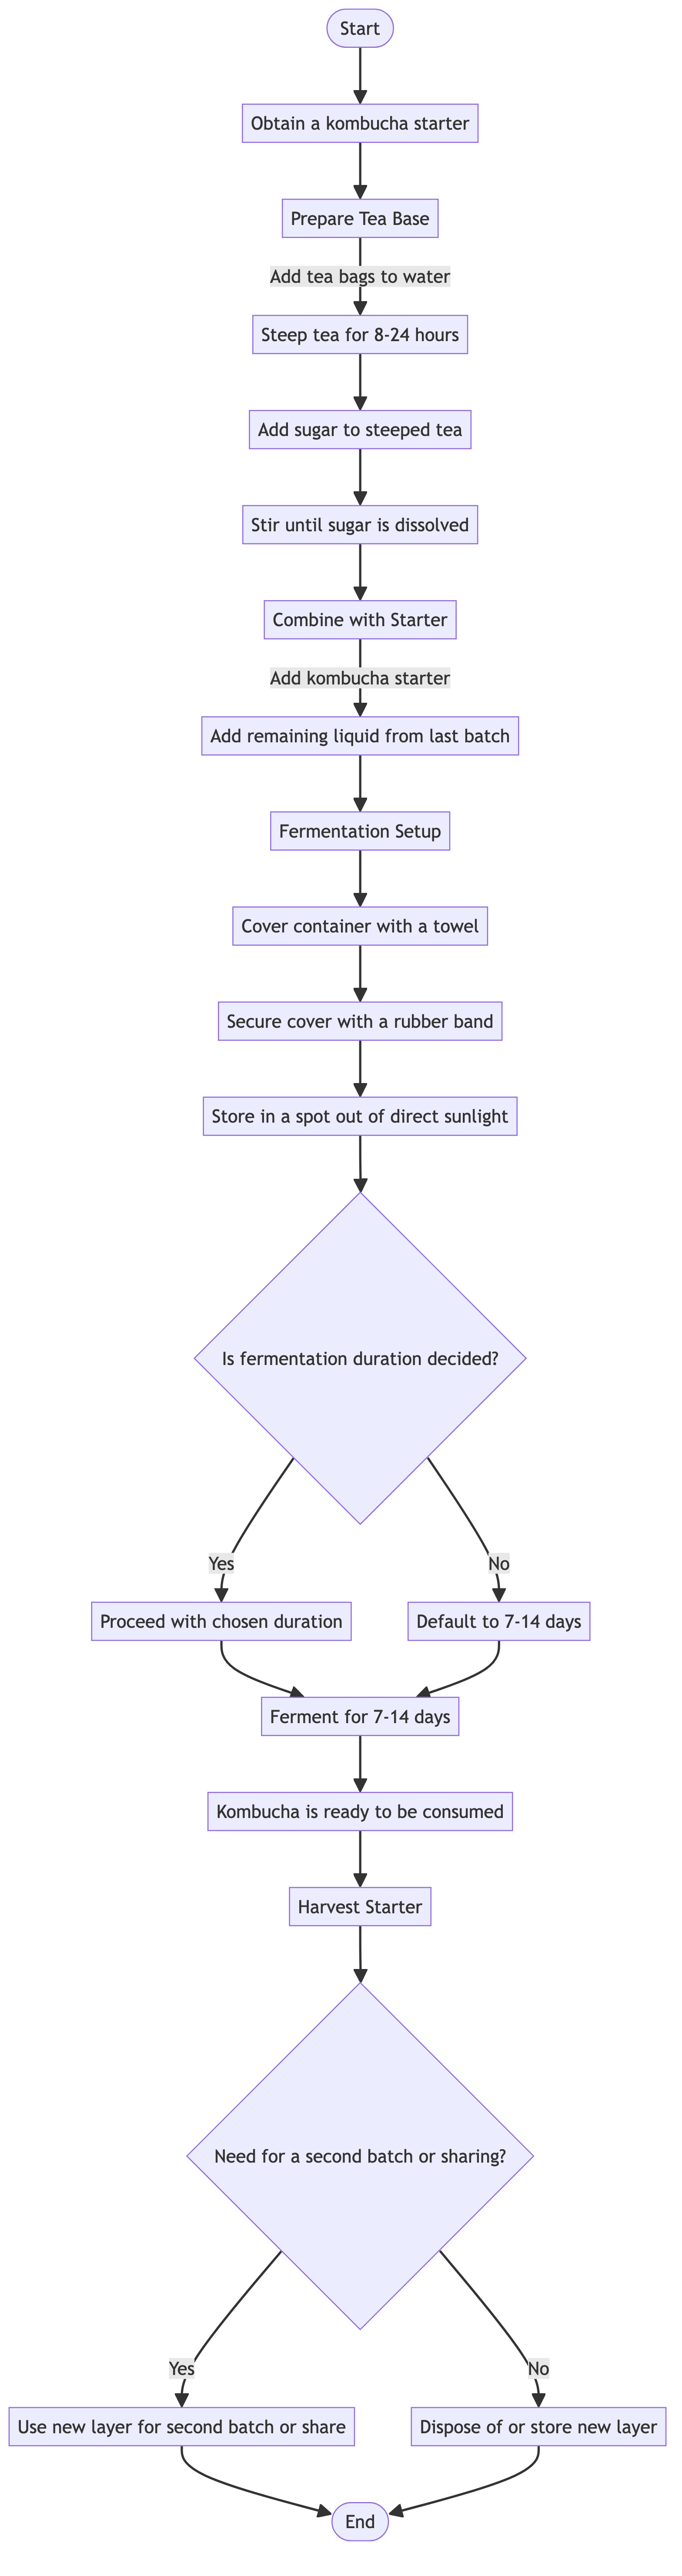 Start
Obtain a kombucha starter
Prepare Tea Base
Add tea bags to water
Steep tea for 8-24 hours
Add sugar to steeped tea
Stir until sugar is dissolved
Combine with Starter
Add kombucha starter
Add remaining liquid from last batch
Fermentation Setup
Cover container with a towel
Secure cover with a rubber band
Store in a spot out of direct sunlight
Is fermentation duration decided?
Yes
No
Proceed with chosen duration
Default to 7-14 days
Ferment for 7-14 days
Kombucha is ready to be consumed
Harvest Starter
Need for a second batch or sharing?
Yes
No
Use new layer for second batch or share
Dispose of or store new layer
End